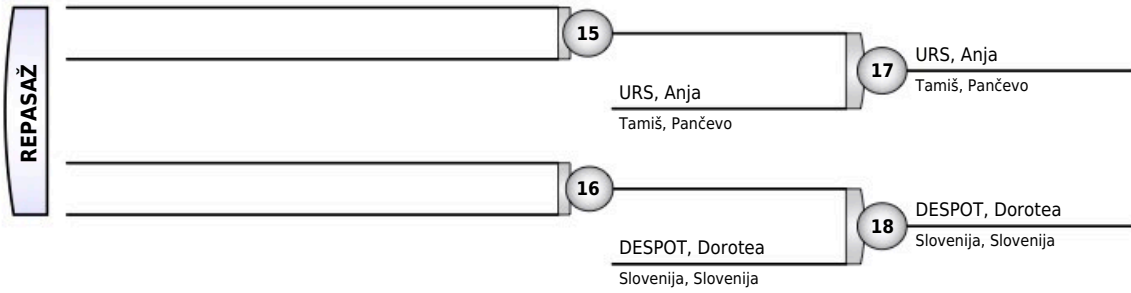 REPASAŽ
15
URS, Anja
Tamiš, Pančevo
17
URS, Anja
Tamiš, Pančevo
16
DESPOT, Dorotea
Slovenija, Slovenija
18
DESPOT, Dorotea
Slovenija, Slovenija